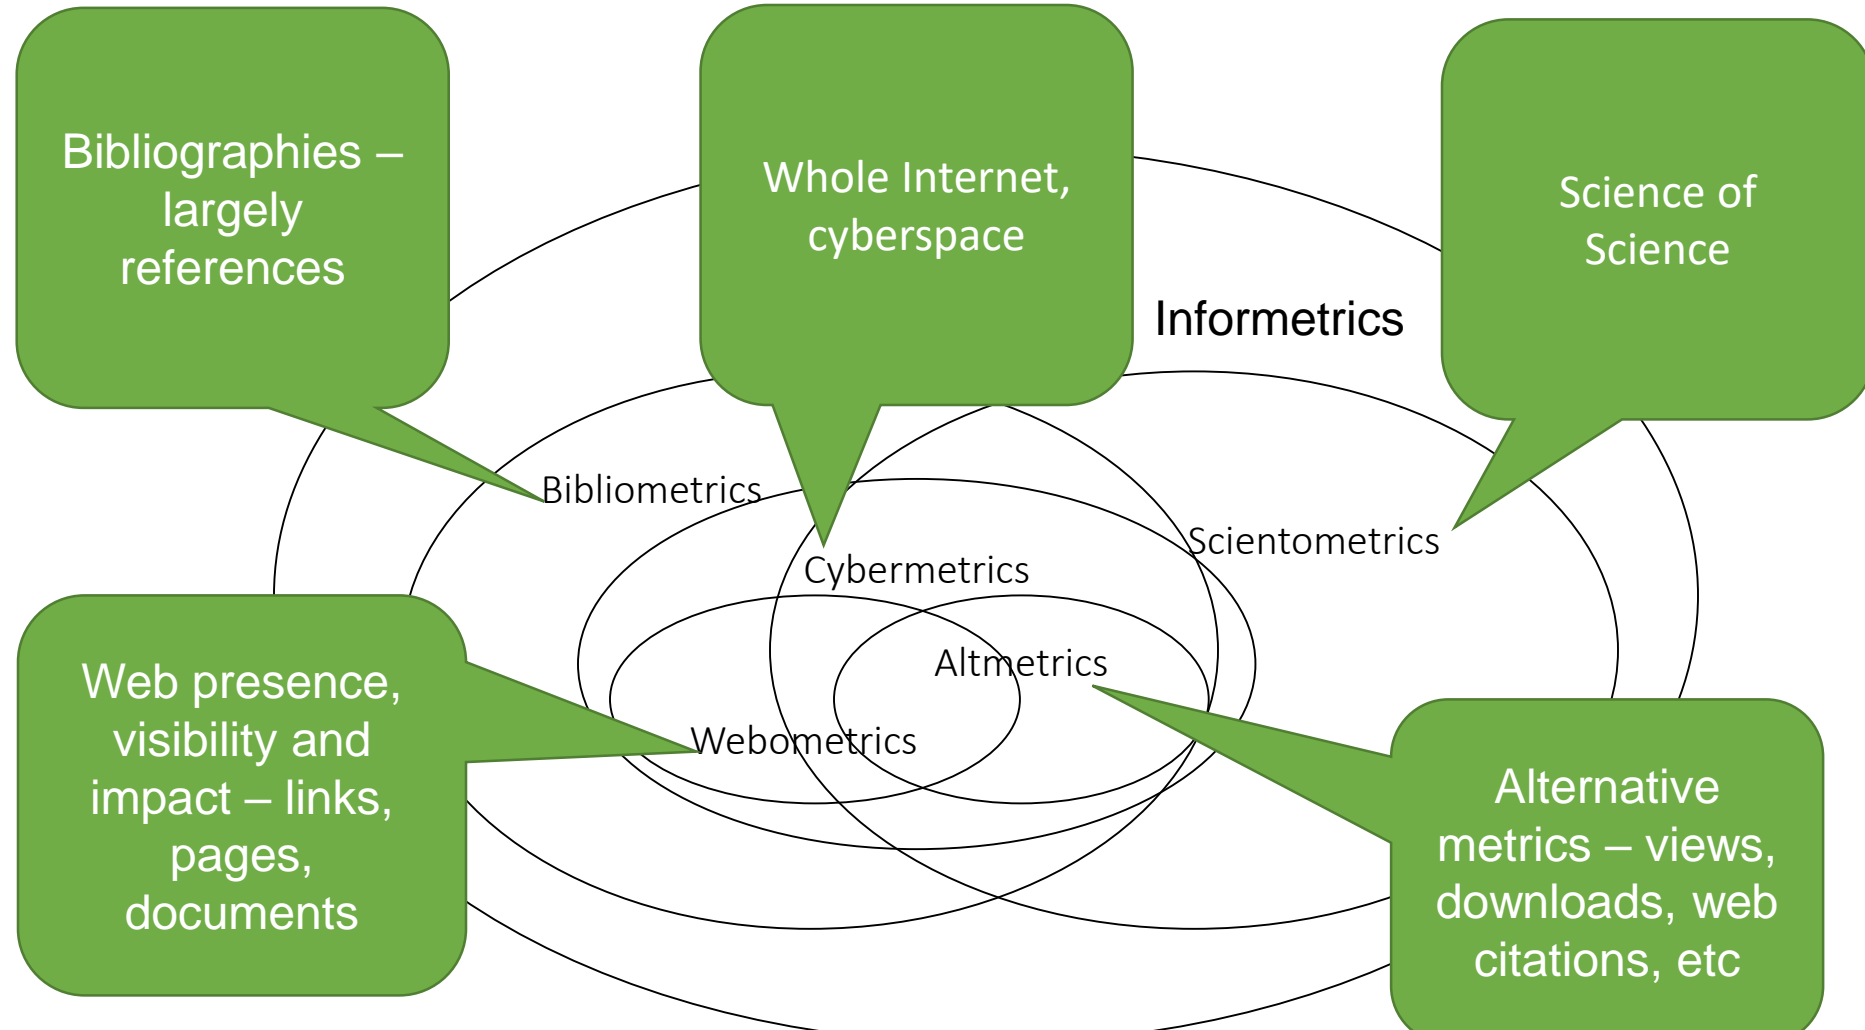 Bibliographies –
largely
references
Whole Internet,
cyberspace
Science of
Science
Informetrics
Bibliometrics
Scientometrics
Cybermetrics
Altmetrics
Webometrics
Web presence,
visibility and
impact – links,
pages,
documents
Alternative
metrics – views,
downloads, web
citations, etc